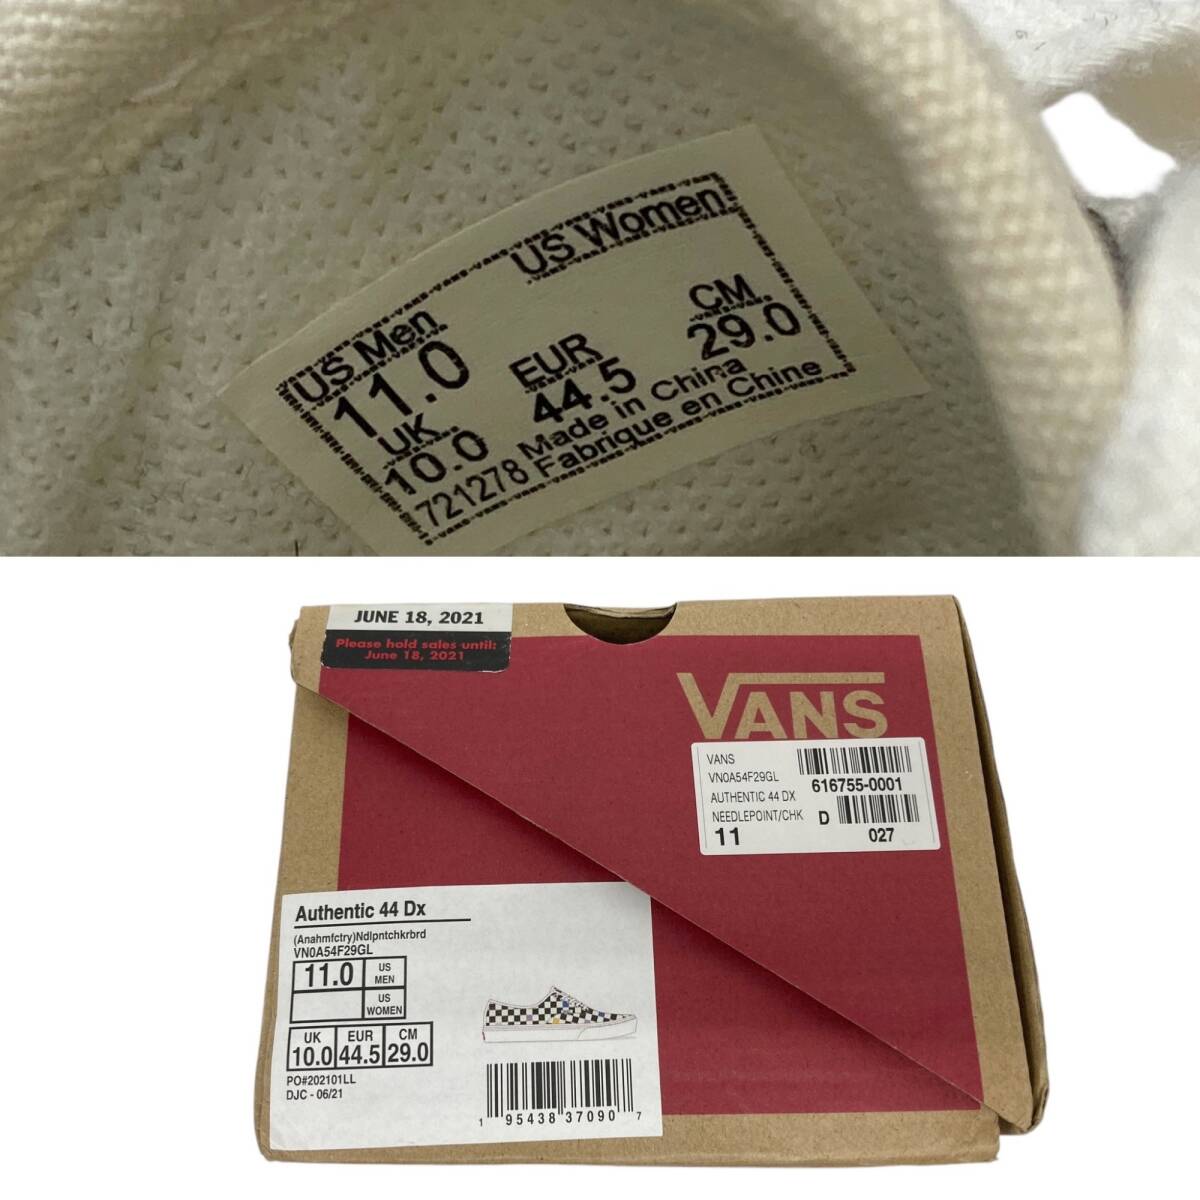 US Women
US Men
11.0
EUR
44.5
CM
29.0
UK
10.0
Made in China
721278 Fabrique en Chine
JUNE 18, 2021
Please hold sales until:
June 18, 2021
VANS
VANS
VN0A54F29GL
616755-0001
AUTHENTIC 44 DX
NEEDLEPOINT/CHK D
11
027
Authentic 44 Dx
(Anahmfctry)Ndlpntchkrbrd
VN0A54F29GL
11.0 US MEN
US WOMEN
UK EUR CM
10.0 44.5 29.0
PO#202101LL
DJC - 06/21
1 95438 37090 7